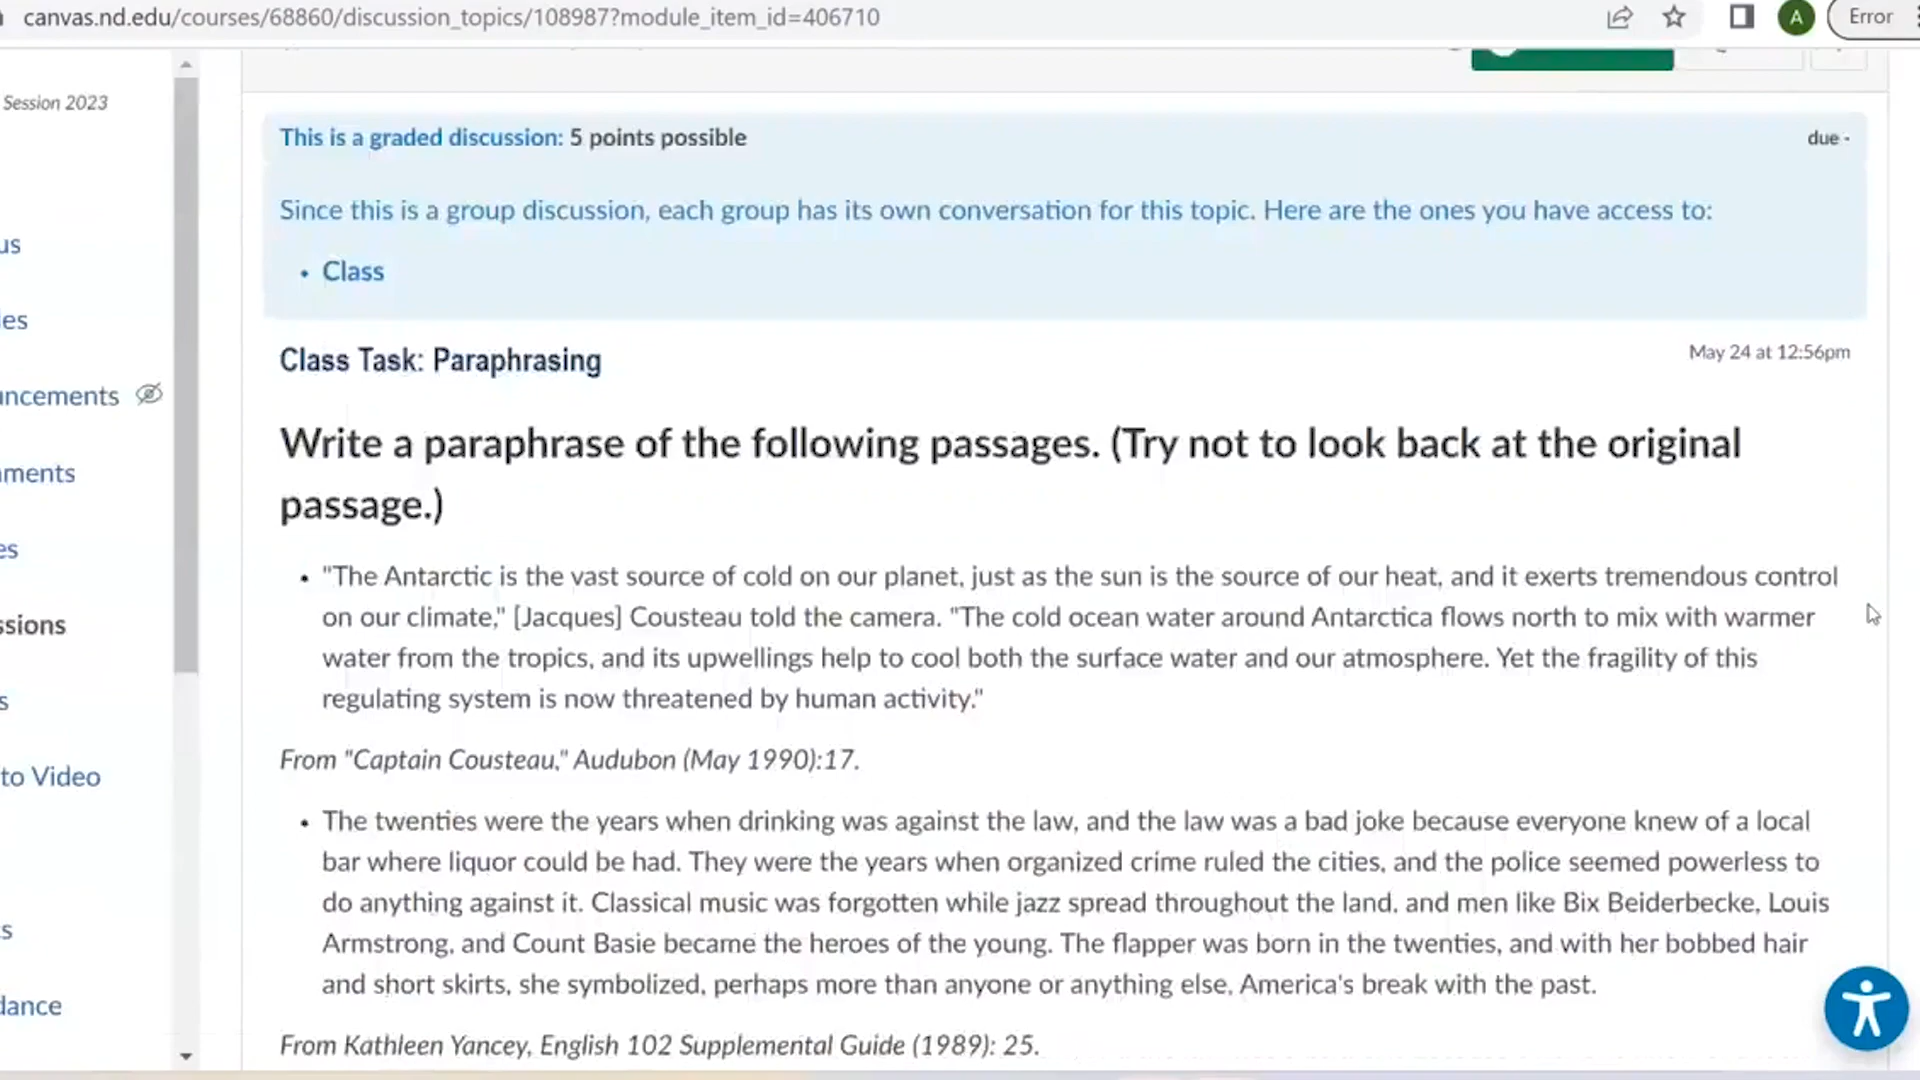 canvas.nd.edu/courses/68860/discussion_topics/108987?module_item_id=406710
A
Error
Session 2023
This is a graded discussion: 5 points possible
due -
Since this is a group discussion, each group has its own conversation for this topic. Here are the ones you have access to:
us
• Class
es
Class Task: Paraphrasing
May 24 at 12:56pm
uncements
Write a paraphrase of the following passages. (Try not to look back at the original
ments
passage.)
es
• "The Antarctic is the vast source of cold on our planet, just as the sun is the source of our heat, and it exerts tremendous control
ssions
on our climate," [Jacques] Cousteau told the camera. "The cold ocean water around Antarctica flows north to mix with warmer
water from the tropics, and its upwellings help to cool both the surface water and our atmosphere. Yet the fragility of this
s
regulating system is now threatened by human activity."
From "Captain Cousteau," Audubon (May 1990):17.
to Video
• The twenties were the years when drinking was against the law, and the law was a bad joke because everyone knew of a local
bar where liquor could be had. They were the years when organized crime ruled the cities, and the police seemed powerless to
do anything against it. Classical music was forgotten while jazz spread throughout the land, and men like Bix Beiderbecke, Louis
s
Armstrong, and Count Basie became the heroes of the young. The flapper was born in the twenties, and with her bobbed hair
and short skirts, she symbolized, perhaps more than anyone or anything else, America's break with the past.
dance
From Kathleen Yancey, English 102 Supplemental Guide (1989): 25.